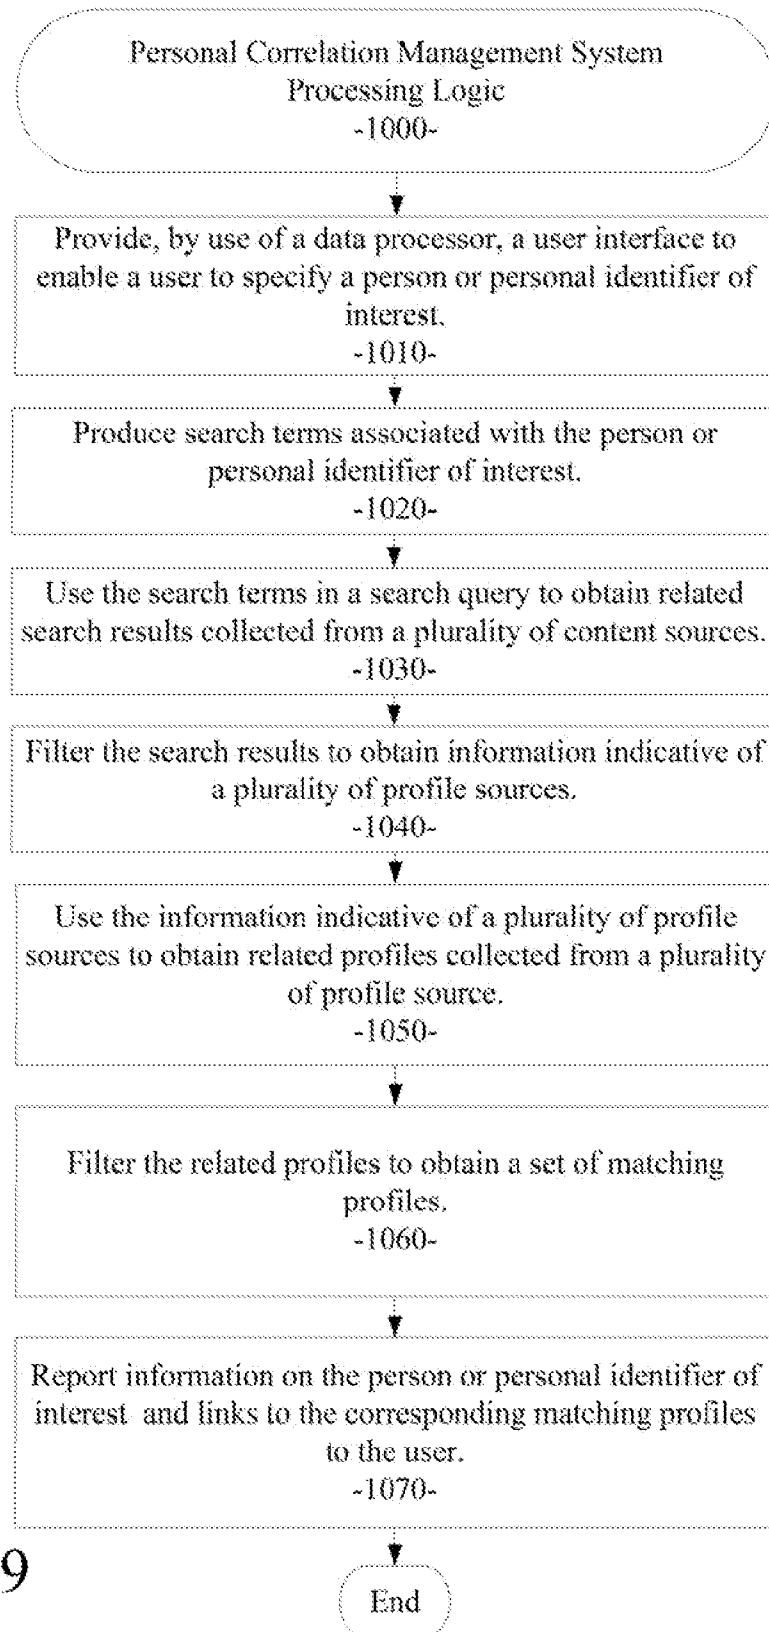 Personal Correlation Management System
Processing Logic
-1000-
Provide, by use of a data processor, a user interface to
enable a user to specify a person or personal identifier of
interest.
-1010-
Produce search terms associated with the person or
personal identifier of interest.
-1020-
Use the search terms in a search query to obtain related
search results collected from a plurality of content sources.
-1030-
Filter the search results to obtain information indicative of
a plurality of profile sources.
-1040-
Use the information indicative of a plurality of profile
sources to obtain related profiles collected from a plurality
of profile source.
-1050-
Filter the related profiles to obtain a set of matching
profiles.
-1060-
Report information on the person or personal identifier of
interest and links to the corresponding matching profiles
to the user.
-1070-
9
End